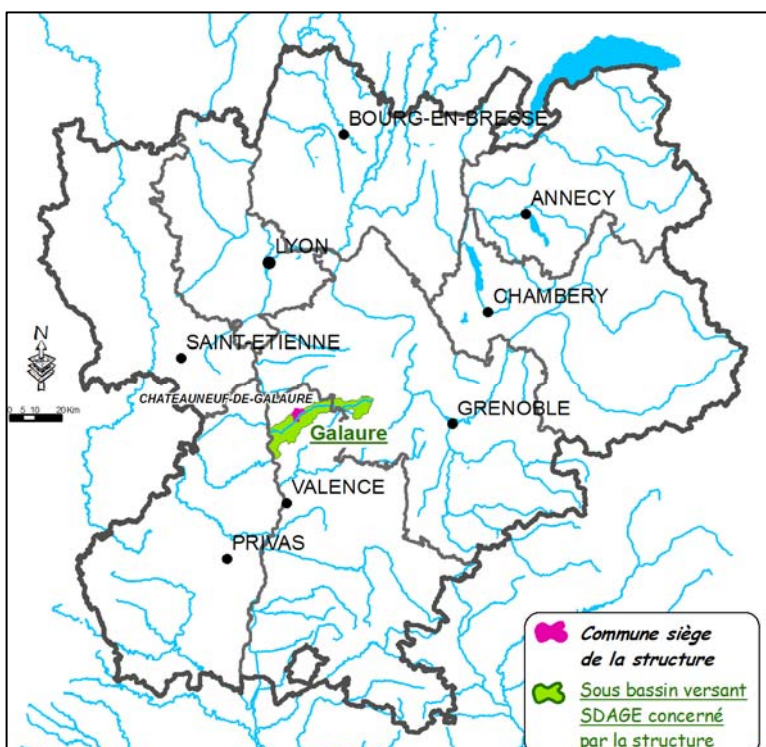 BOURG-EN-BRESSE
ANNECY
LYON
CHAMBERY
N
SAINT-ETIENNE
CHATEAUNEUF-DE-GALAURE
0 5 10 20 Km
GRENOBLE
Galaure
VALENCE
PRIVAS
Commune siège
de la structure
Sous bassin versant
SDAGE concerné
par la structure